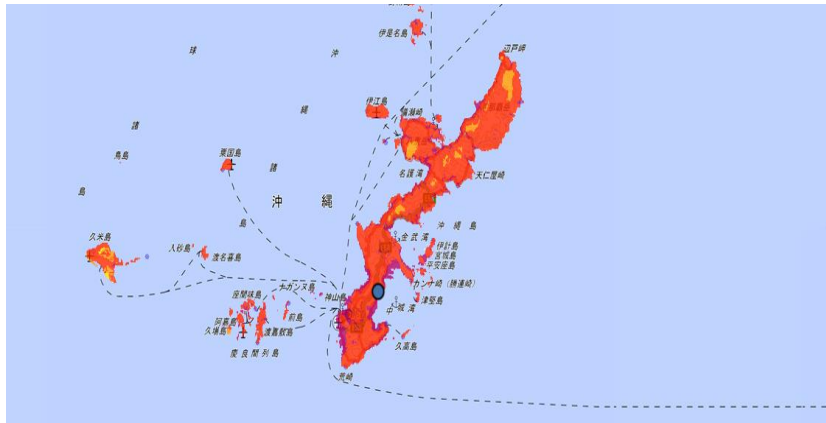 伊是名島
辺戸岬
球
沖
伊江島
備瀬崎
縄
諸
鳥島
粟国島
諸
天仁屋崎
名護湾
島
沖 縄
島
沖 縄 島
久米島
入砂島
渡名喜島
金武湾
伊計島
宮城島
平安座島
カンナ崎(勝連崎)
ナガンヌ島
座間味島
神山島
中 城 湾
津堅島
阿嘉島
前島
久場島
渡嘉敷島
久高島
慶良間列島
荒崎